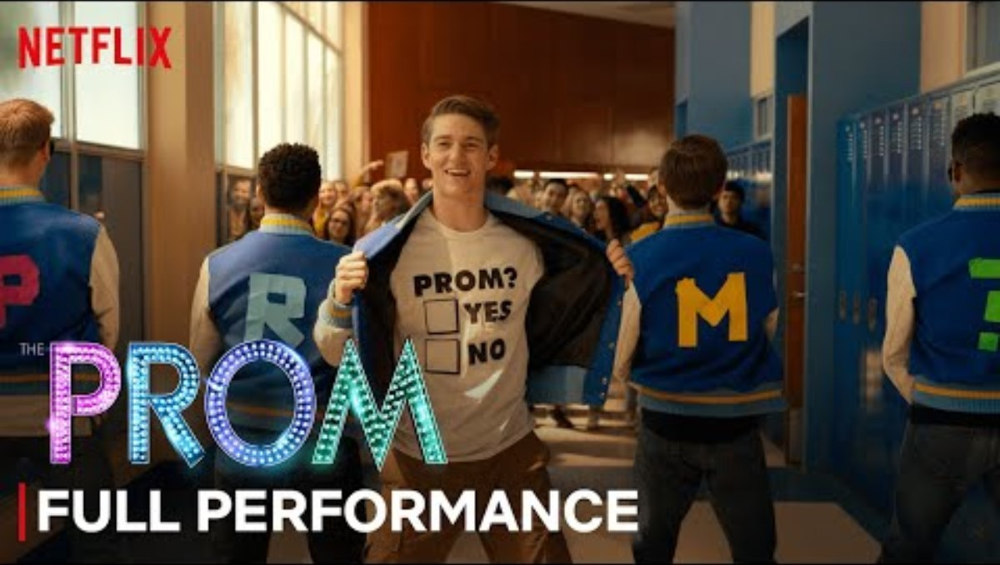 NETFLIX
P
R
M
PROM?
YES
NO
THE
PROM
FULL PERFORMANCE